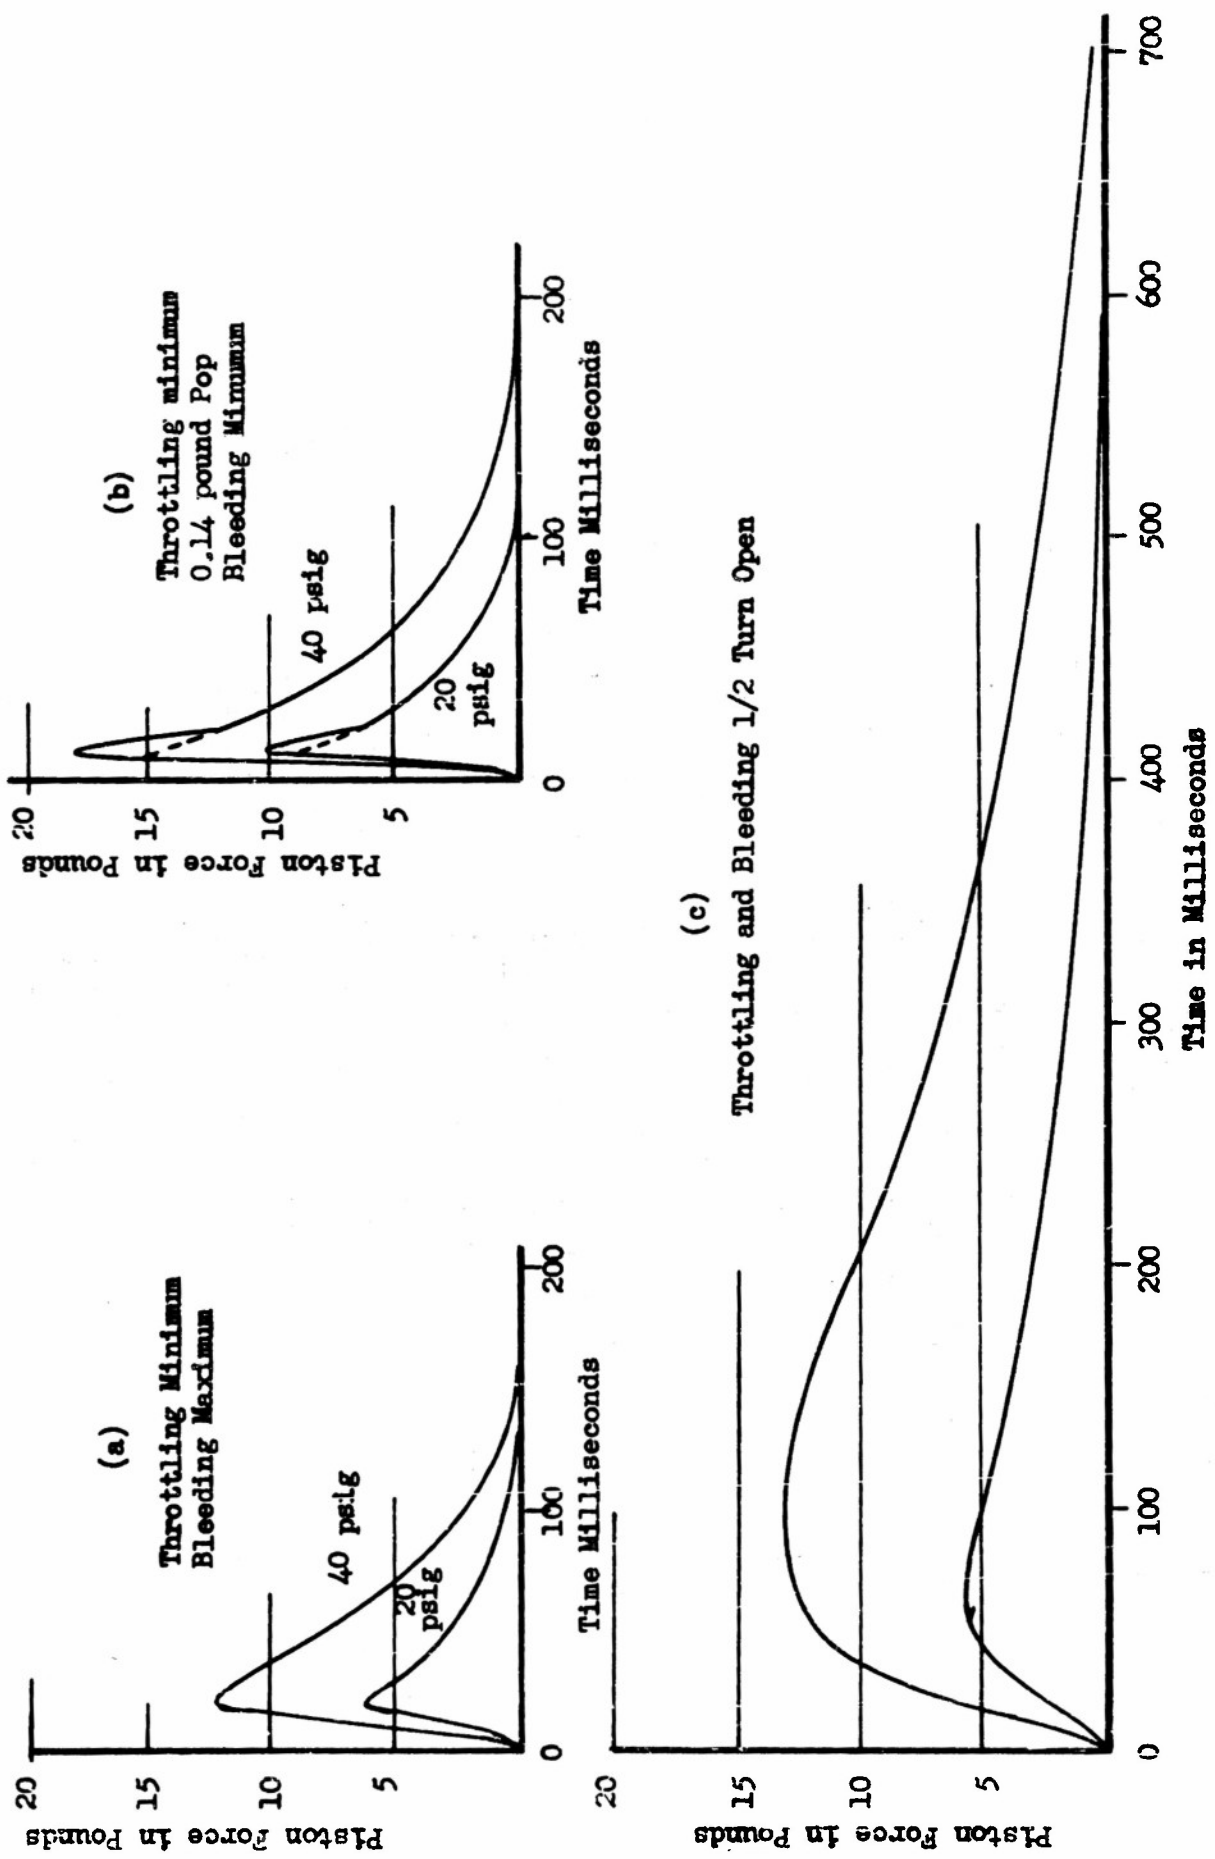 (a)
Throttling Minimum
Bleeding Maximum
20
15
10
5
Piston Force in Pounds
40 psig
20
psig
0
100
200
Time Milliseconds
(b)
Throttling minimum
0.14 pound Pop
Bleeding Mimumum
20
15
10
5
Piston Force in Pounds
40 psig
20
psig
0
100
200
Time Milliseconds
(c)
Throttling and Bleeding 1/2 Turn Open
20
15
10
5
Piston Force in Pounds
0
100
200
300
400
500
600
700
Time in Milliseconds